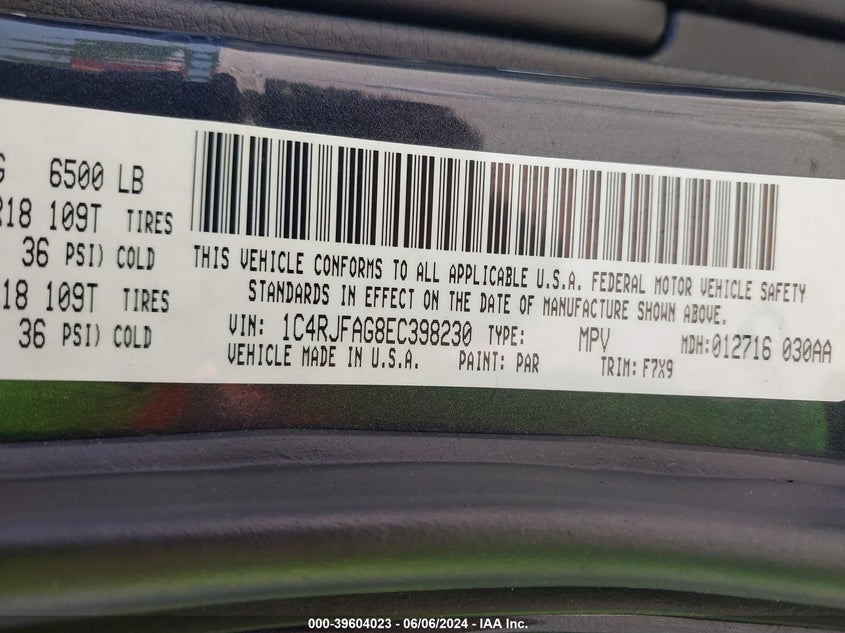 G 6500 LB
R18 109T TIRES
36 PSI) COLD
18 109T TIRES
36 PSI) COLD
THIS VEHICLE CONFORMS TO ALL APPLICABLE U.S.A. FEDERAL MOTOR VEHICLE SAFETY
STANDARDS IN EFFECT ON THE DATE OF MANUFACTURE SHOWN ABOVE.
VIN: 1C4RJFAG8EC398230 TYPE: MPV MDH:012716 030AA
VEHICLE MADE IN U.S.A. PAINT: PAR TRIM: F7X9
000-39604023 - 06/06/2024 - IAA Inc.